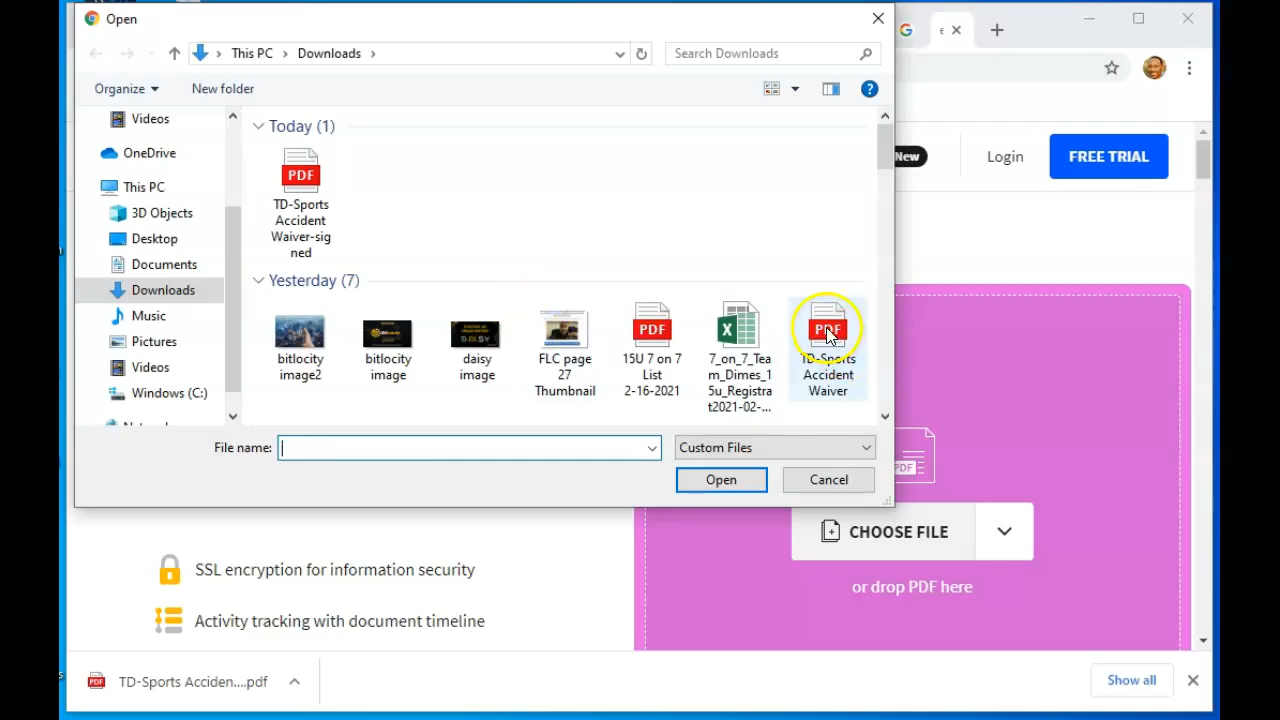 Open
This PC
Downloads
Search Downloads
Organize
New folder
Videos
OneDrive
This PC
3D Objects
Desktop
Documents
Downloads
Music
Pictures
Videos
Windows (C:)
Today (1)
PDF
TD-Sports
Accident
Waiver-sig
ned
Yesterday (7)
bitlocity
image2
bitlocity
image
daisy
image
FLC page
27
Thumbnail
PDF
15U 7 on 7
List
2-16-2021
X
7_on_7_Tea
m_Dimes_1
5u_Registra
t2021-02-...
PDF
TD-Sports
Accident
Waiver
File name:
Custom Files
Open
Cancel
New
Login
FREE TRIAL
PDF
CHOOSE FILE
or drop PDF here
SSL encryption for information security
Activity tracking with document timeline
PDF
TD-Sports Acciden....pdf
Show all